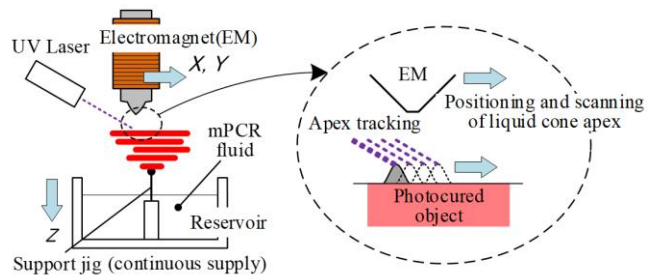 Electromagnet(EM)
UV Laser
X, Y
mPCR
fluid
Reservoir
Z
Support jig (continuous supply)
EM
Positioning and scanning
of liquid cone apex
Apex tracking
Photocured
object